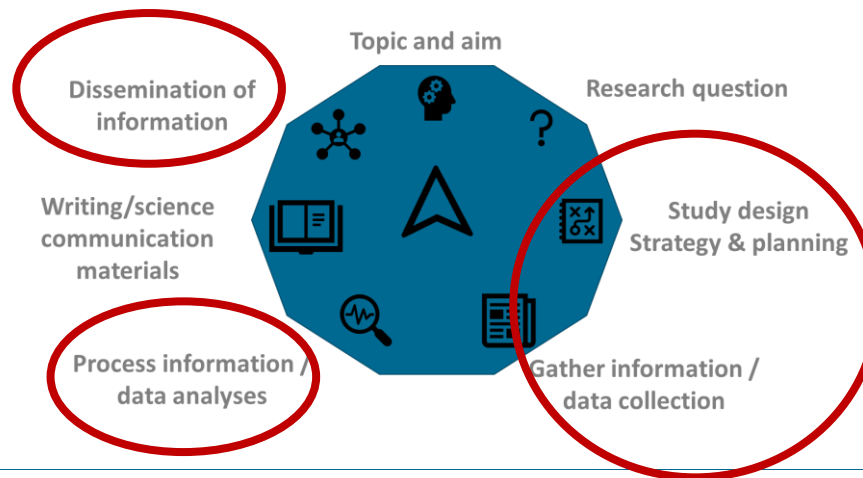 Topic and aim
Research question
Study design
Strategy & planning
Gather information /
data collection
Process information /
data analyses
Writing/science
communication
materials
Dissemination of
information